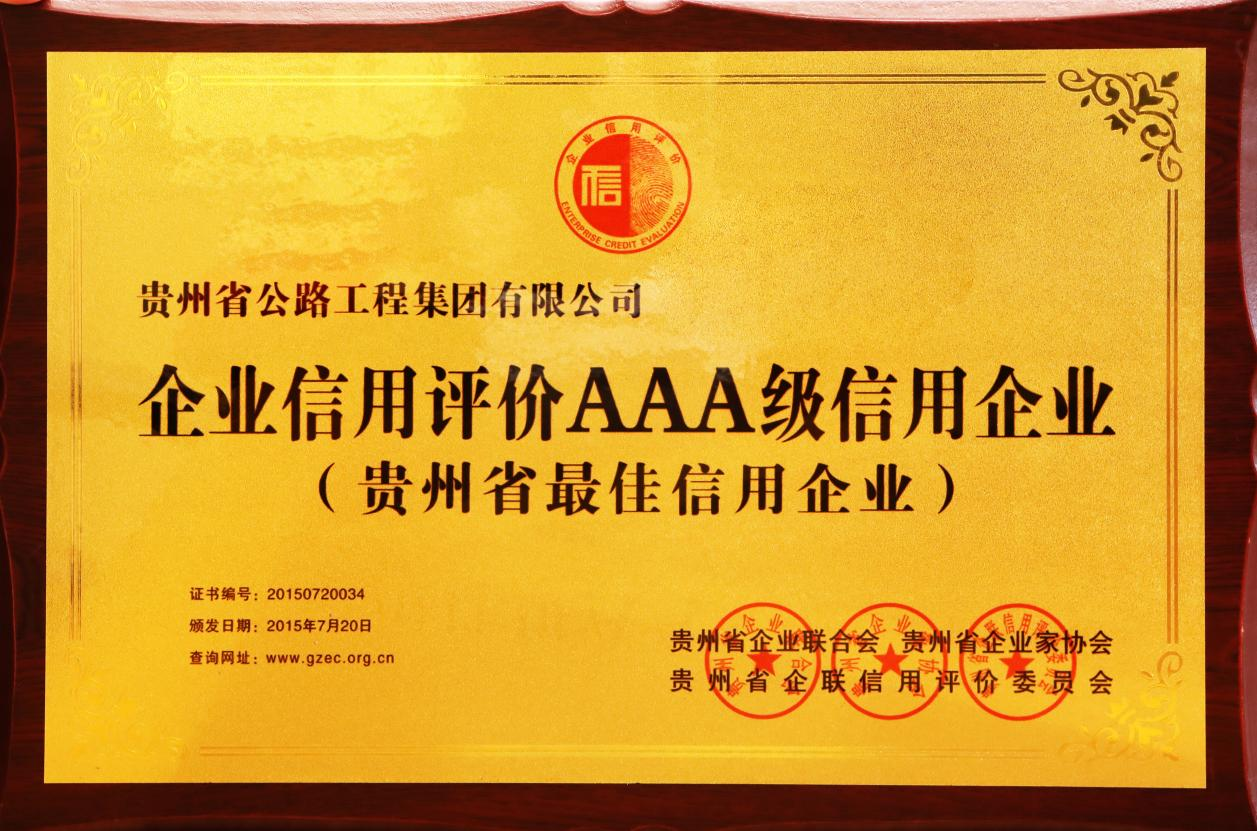 企业信用评价
信
ENTERPRISE CREDIT EVALUATION
贵州省公路工程集团有限公司
企业信用评价AAA级信用企业
（贵州省最佳信用企业）
证书编号：20150720034
颁发日期：2015年7月20日
查询网址：www.gzec.org.cn
贵州省企业联合会 贵州省企业家协会
贵州省企联信用评价委员会